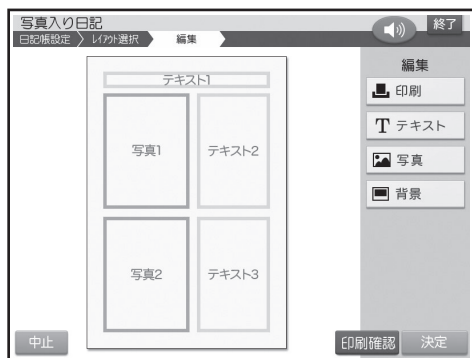 写真入り日記
終了
日記帳設定 〉 レイアウト選択 編集
編集
テキスト1
写真1
テキスト2
写真2
テキスト3
印刷
T テキスト
写真
背景
中止
印刷確認
決定